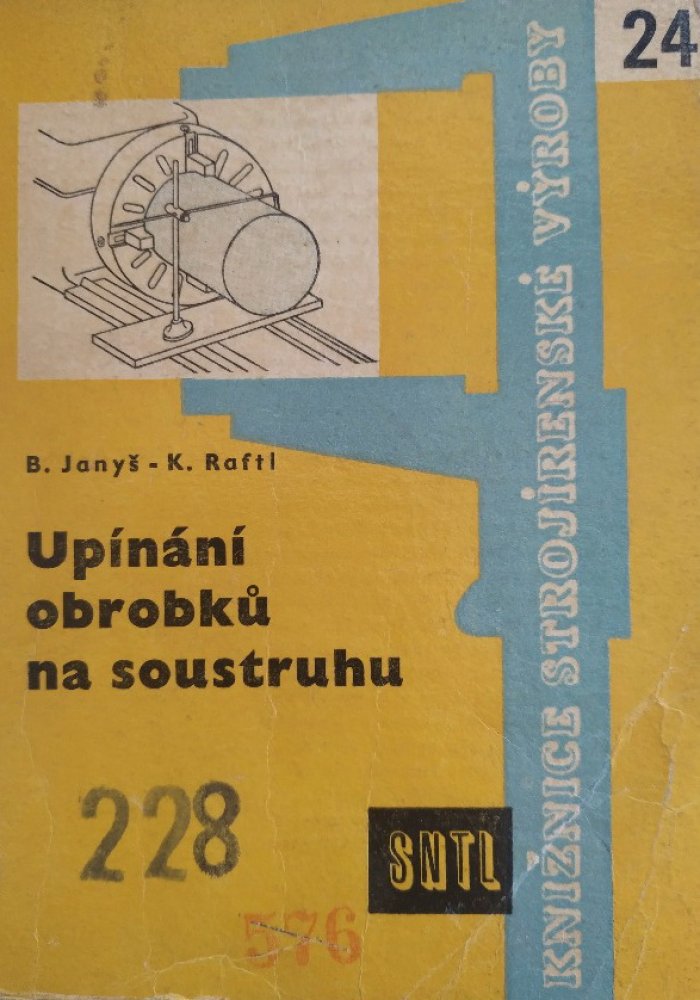 24
KNIŽNICE STROJÍRENSKÉ VÝROBY
B. Janyš - K. Raftl
Upínání
obrobků
na soustruhu
228
SNTL
576